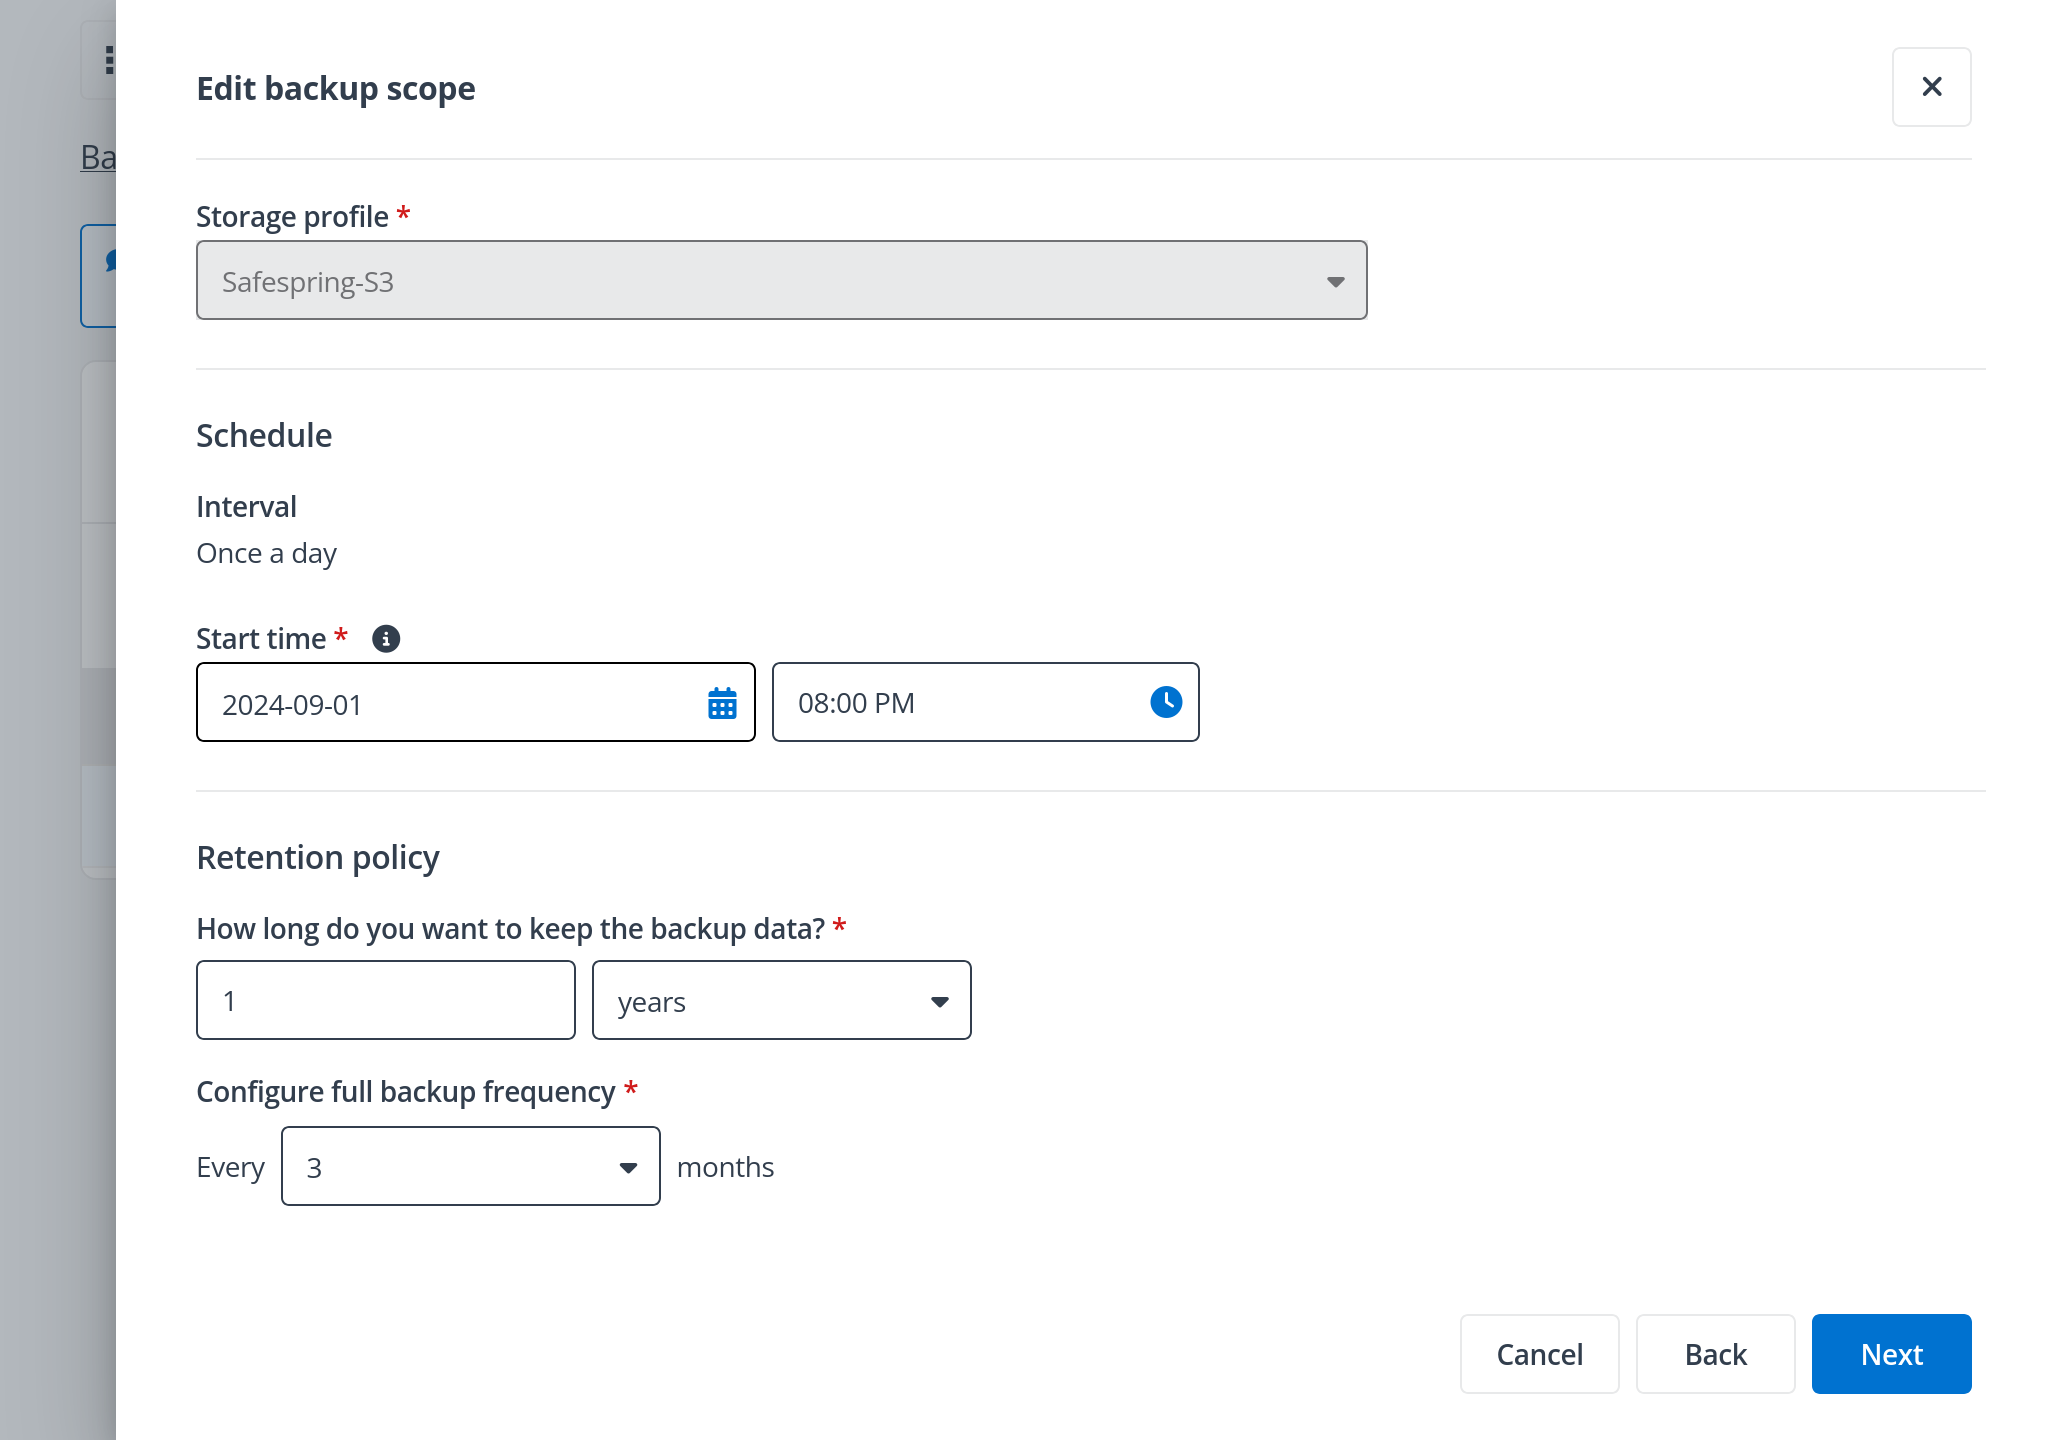 Edit backup scope
Ba
Storage profile *
Safespring-S3
Schedule
Interval
Once a day
Start time *
2024-09-01
08:00 PM
Retention policy
How long do you want to keep the backup data? *
1
years
Configure full backup frequency *
Every 3 months
Cancel
Back
Next